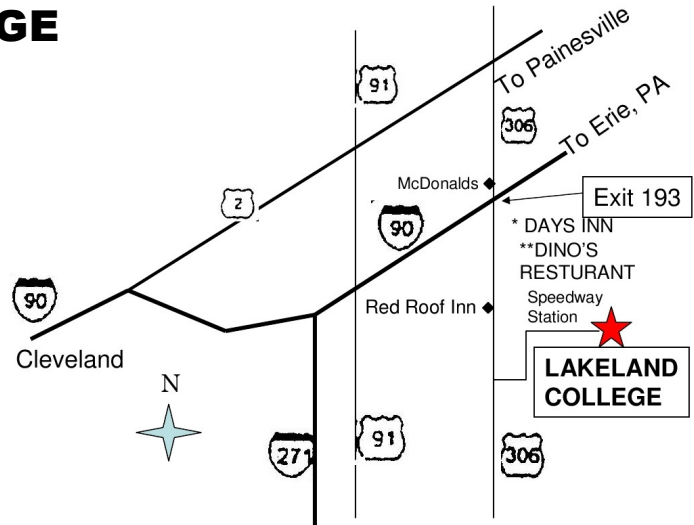 GE
91
To Painesville
306
To Erie, PA
McDonalds
Exit 193
2
90
* DAYS INN
**DINO'S
RESTURANT
90
Red Roof Inn
Speedway
Station
Cleveland
LAKELAND
COLLEGE
N
271
91
306